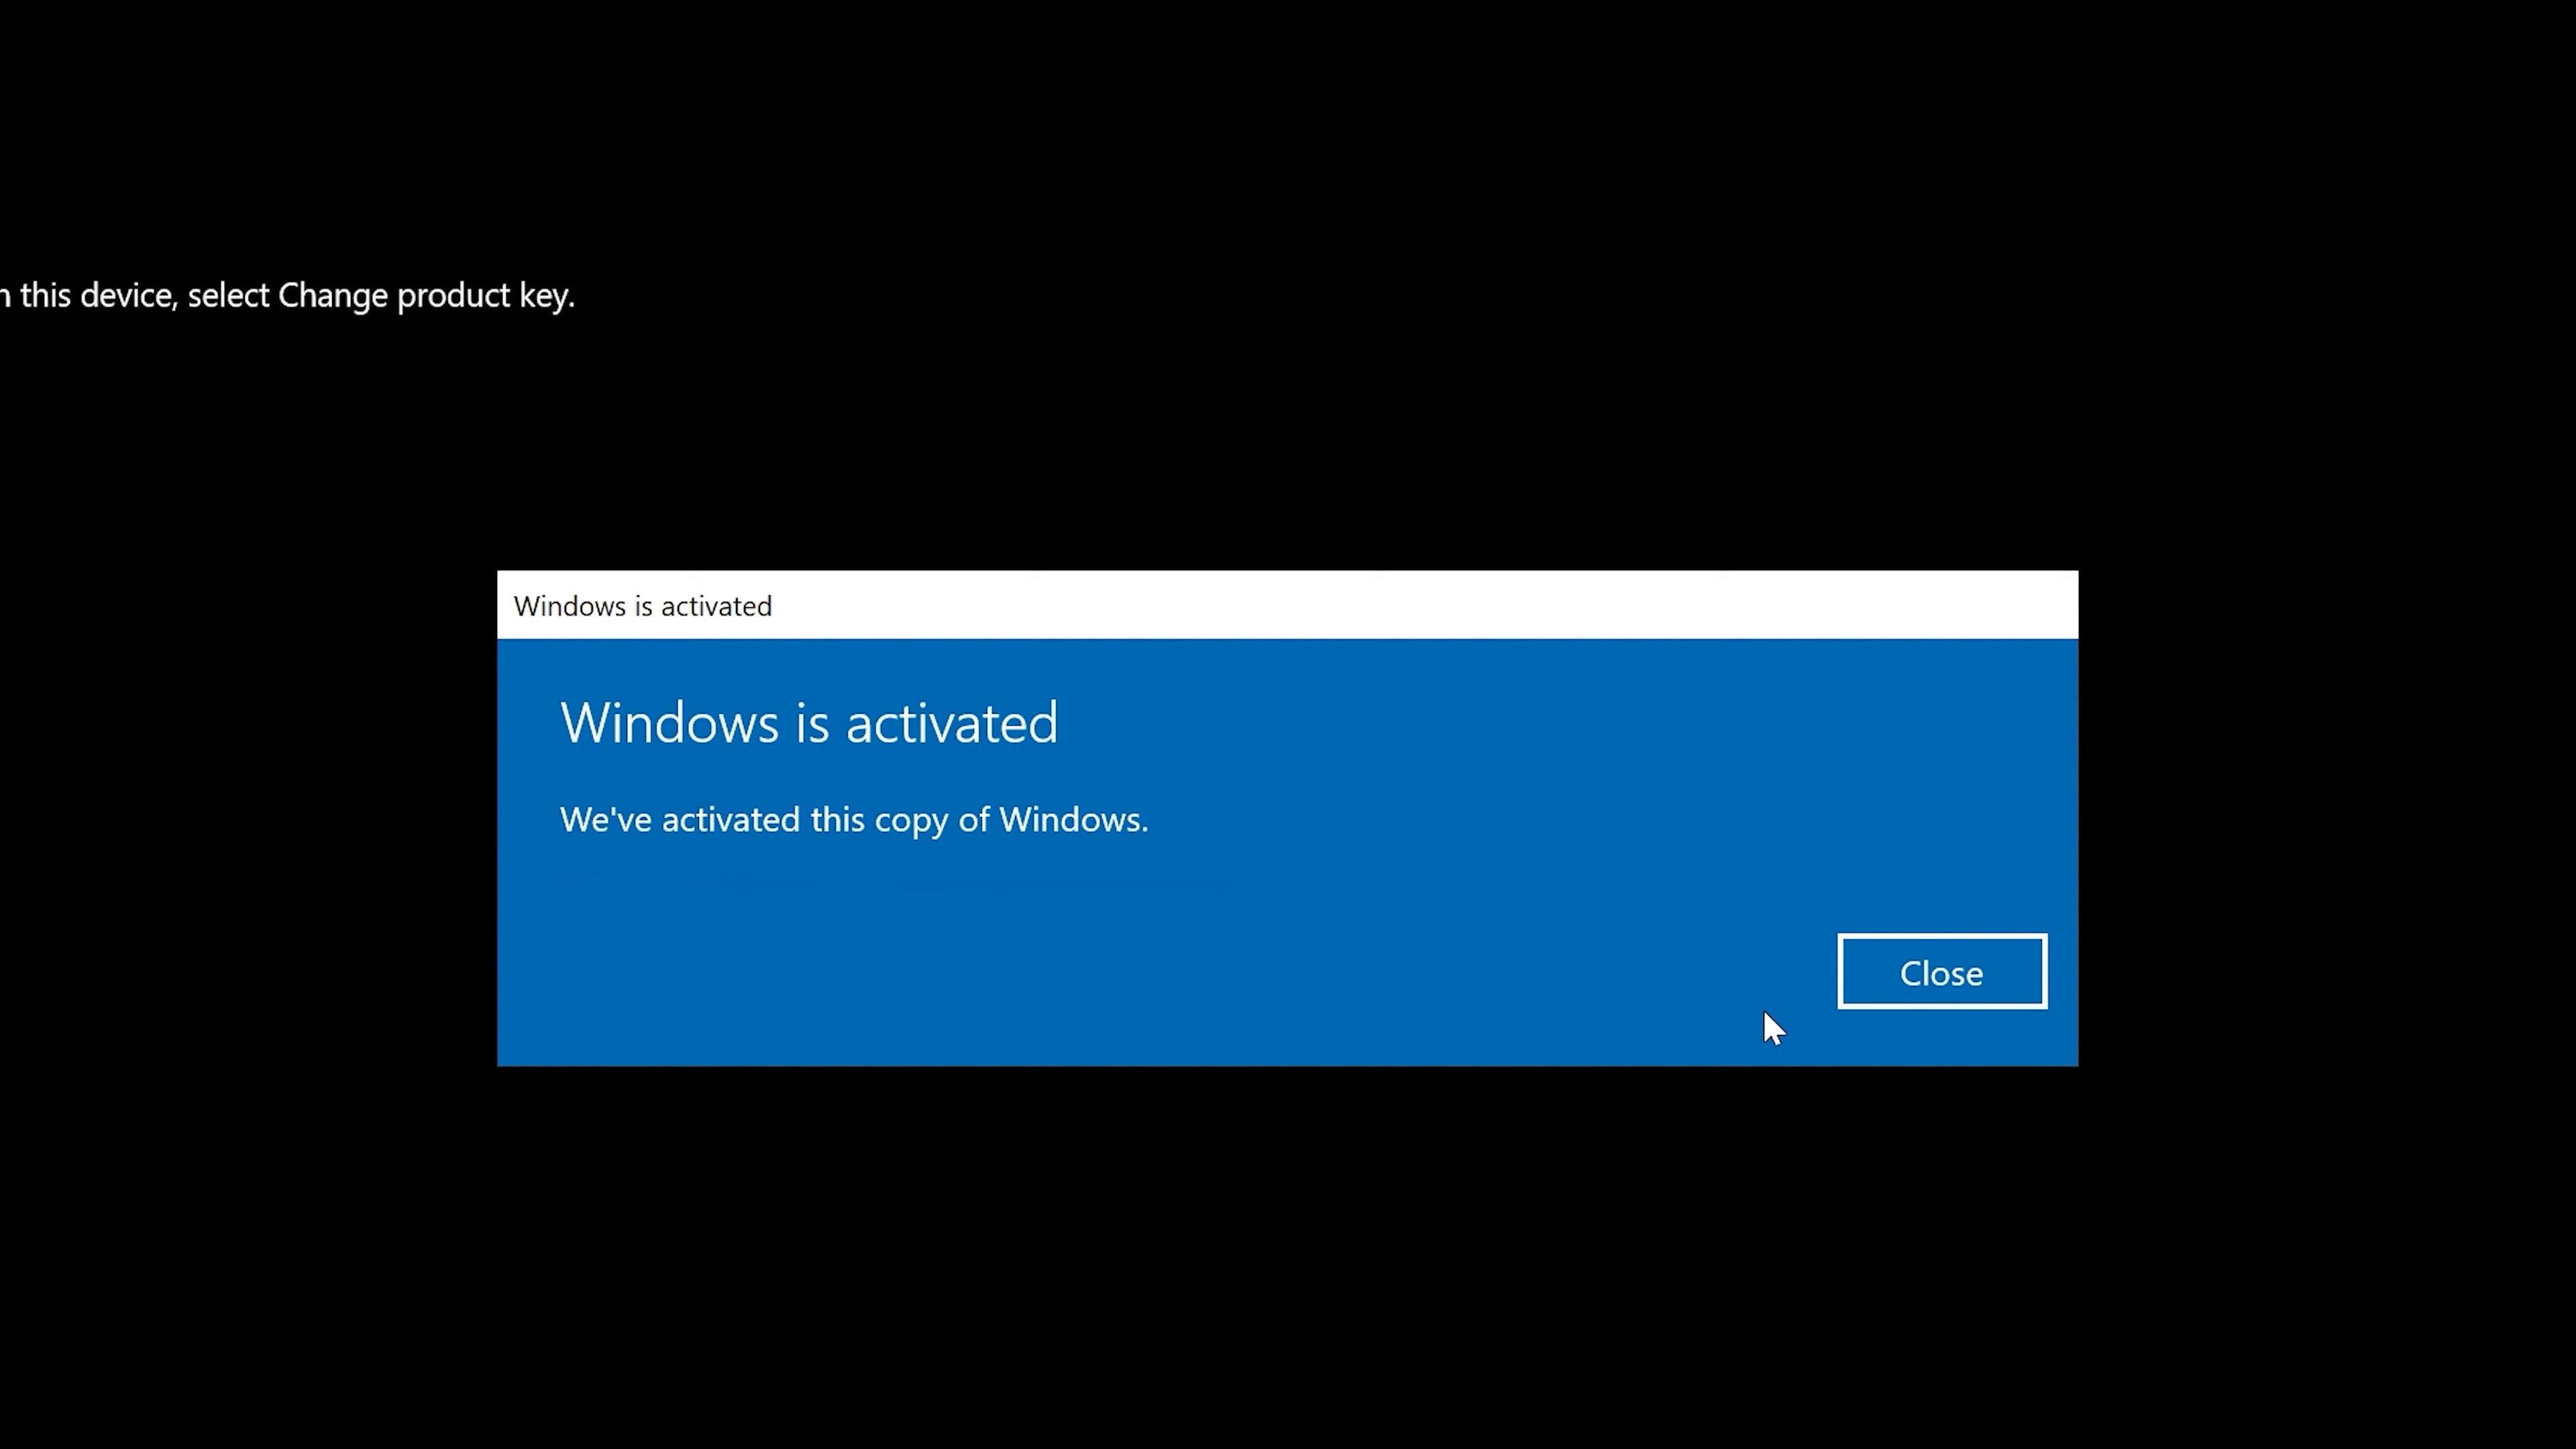 this device, select Change product key.
Windows is activated
Windows is activated
We've activated this copy of Windows.
Close